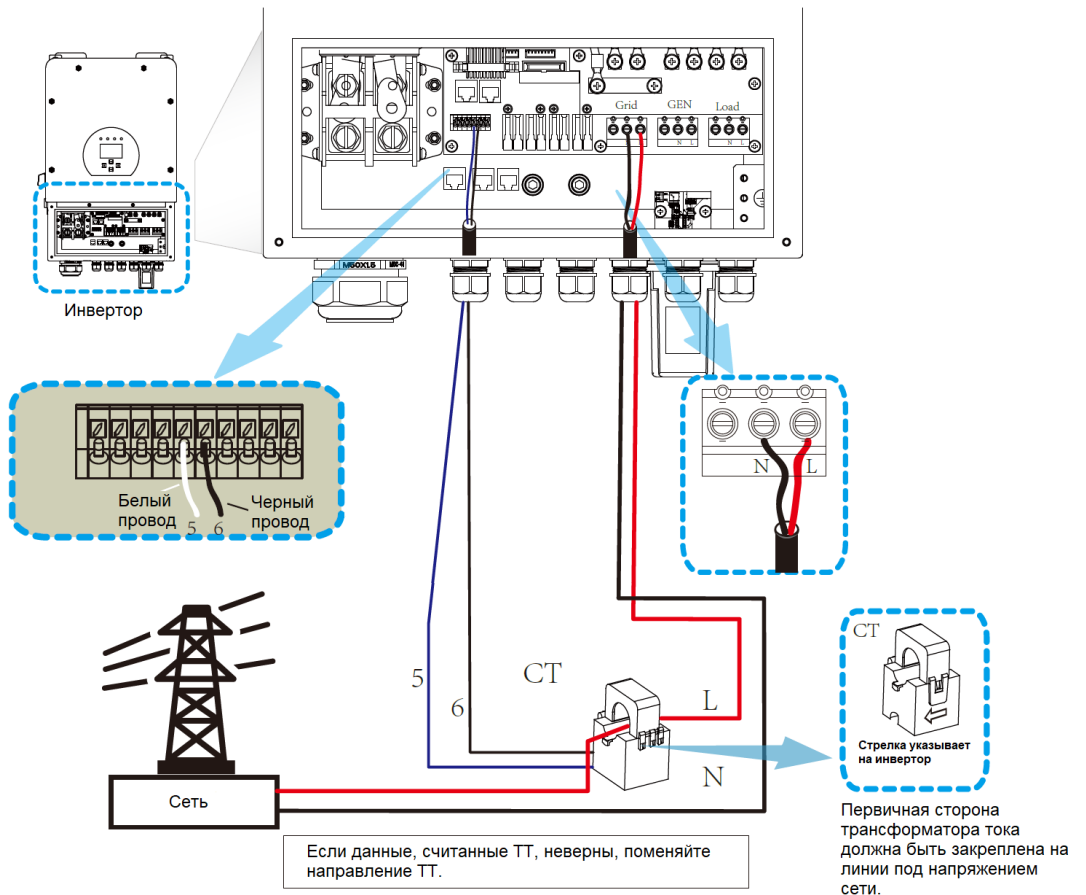 Grid
GEN
Load
N
L
N
L
M50X1.5
Инвертор
Белый
провод
5
6
Черный
провод
N
L
5
6
CT
L
N
Сеть
CT
Стрелка указывает
на инвертор
Первичная сторона
трансформатора тока
должна быть закреплена на
линии под напряжением
сети.
Если данные, считанные ТТ, неверны, поменяйте
направление ТТ.